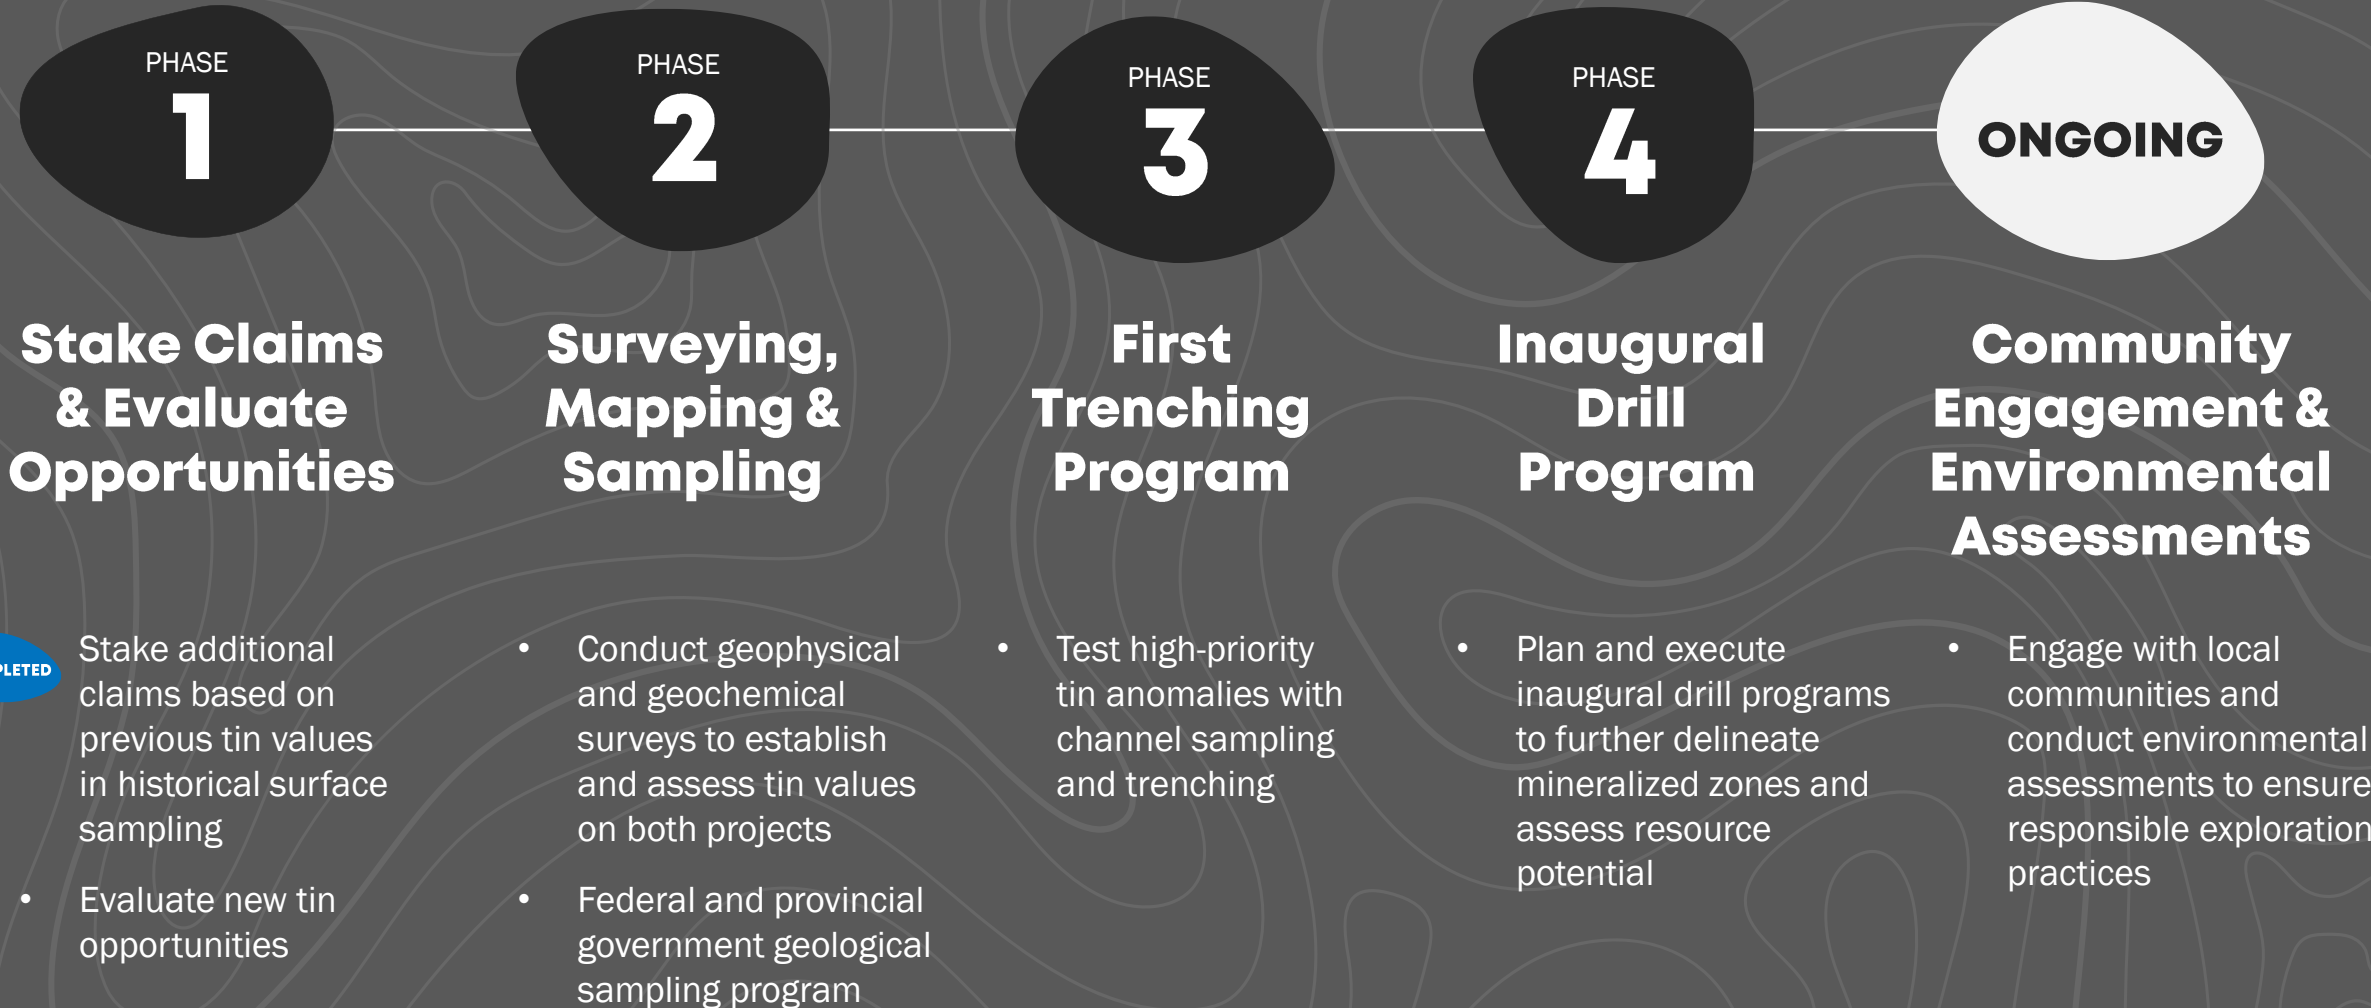 PHASE
1
PHASE
2
PHASE
3
PHASE
4
ONGOING
Stake Claims
& Evaluate
Opportunities
Surveying,
Mapping &
Sampling
First
Trenching
Program
Inaugural
Drill
Program
Community
Engagement &
Environmental
Assessments
PLETED
Stake additional
claims based on
previous tin values
in historical surface
sampling
• Evaluate new tin
opportunities
• Conduct geophysical
and geochemical
surveys to establish
and assess tin values
on both projects
• Federal and provincial
government geological
sampling program
• Test high-priority
tin anomalies with
channel sampling
and trenching
• Plan and execute
inaugural drill programs
to further delineate
mineralized zones and
assess resource
potential
• Engage with local
communities and
conduct environmental
assessments to ensure
responsible exploration
practices